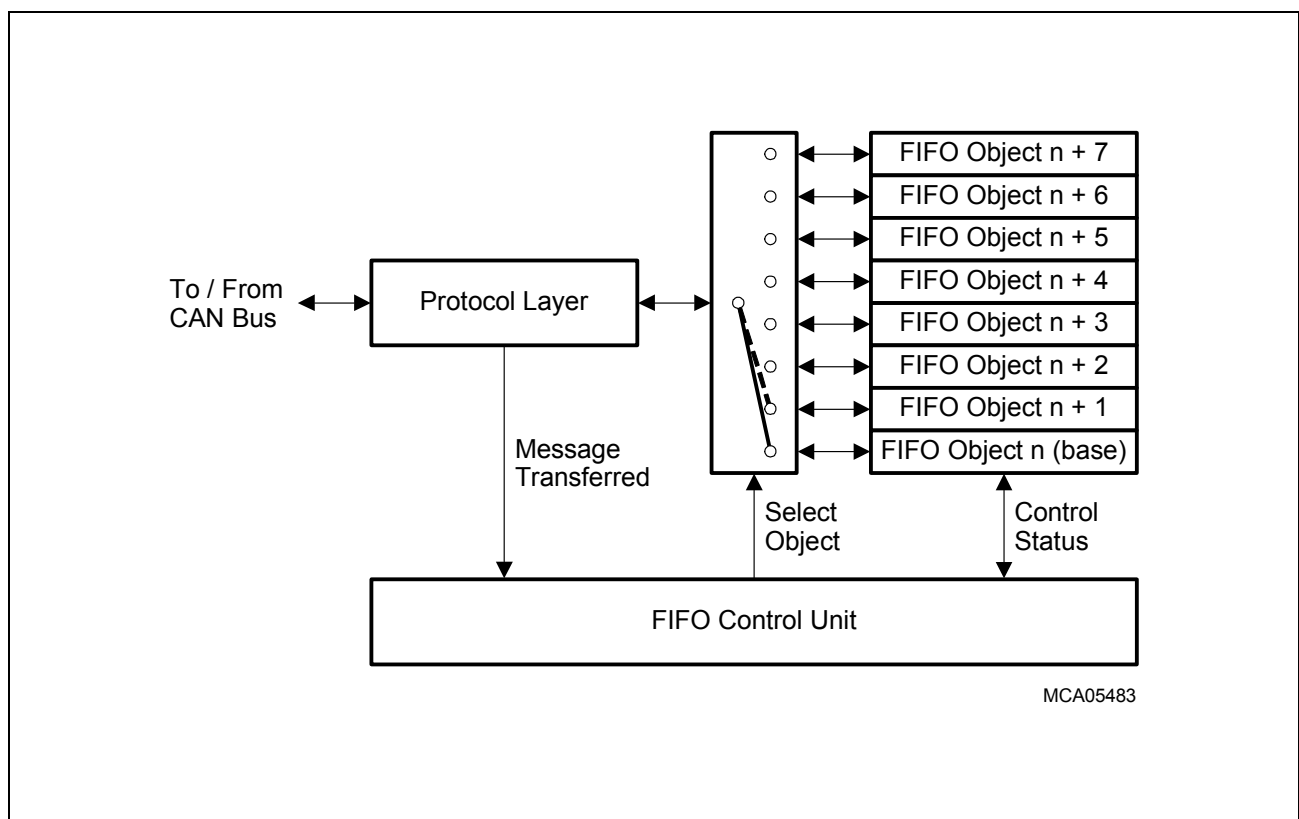 FIFO Object n + 7
FIFO Object n + 6
FIFO Object n + 5
FIFO Object n + 4
FIFO Object n + 3
FIFO Object n + 2
FIFO Object n + 1
FIFO Object n (base)
To / From
CAN Bus
Protocol Layer
Message
Transferred
Select
Object
Control
Status
FIFO Control Unit
MCA05483